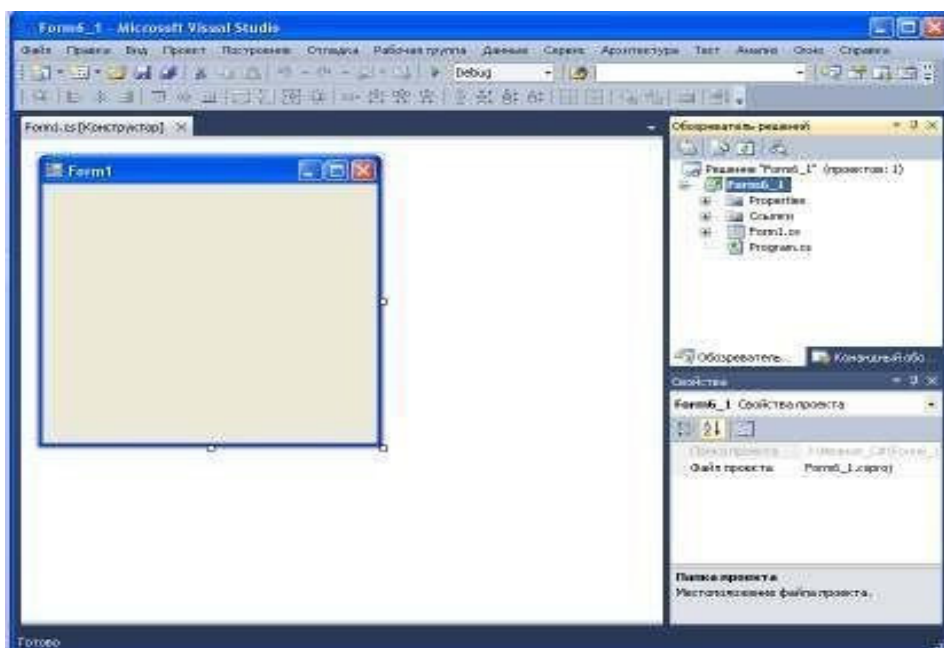 Form6_1 - Microsoft Visual Studio
Файл Правка Вид Проект Построение Отладка Рабочая группа Данные Сервис Архитектура Тест Анализ Окно Справка
Debug
Form1.cs [Конструктор]
Form1
Обозреватель решений
Решение "Form6_1" (проектов: 1)
Form6_1
Properties
Ссылки
Form1.cs
Program.cs
Обозреватель...
Командный обо...
Свойства
Form6_1 Свойства проекта
Папка проекта
Файл проекта Form6_1.csproj
Папка проекта
Местоположение файла проекта.
Готово